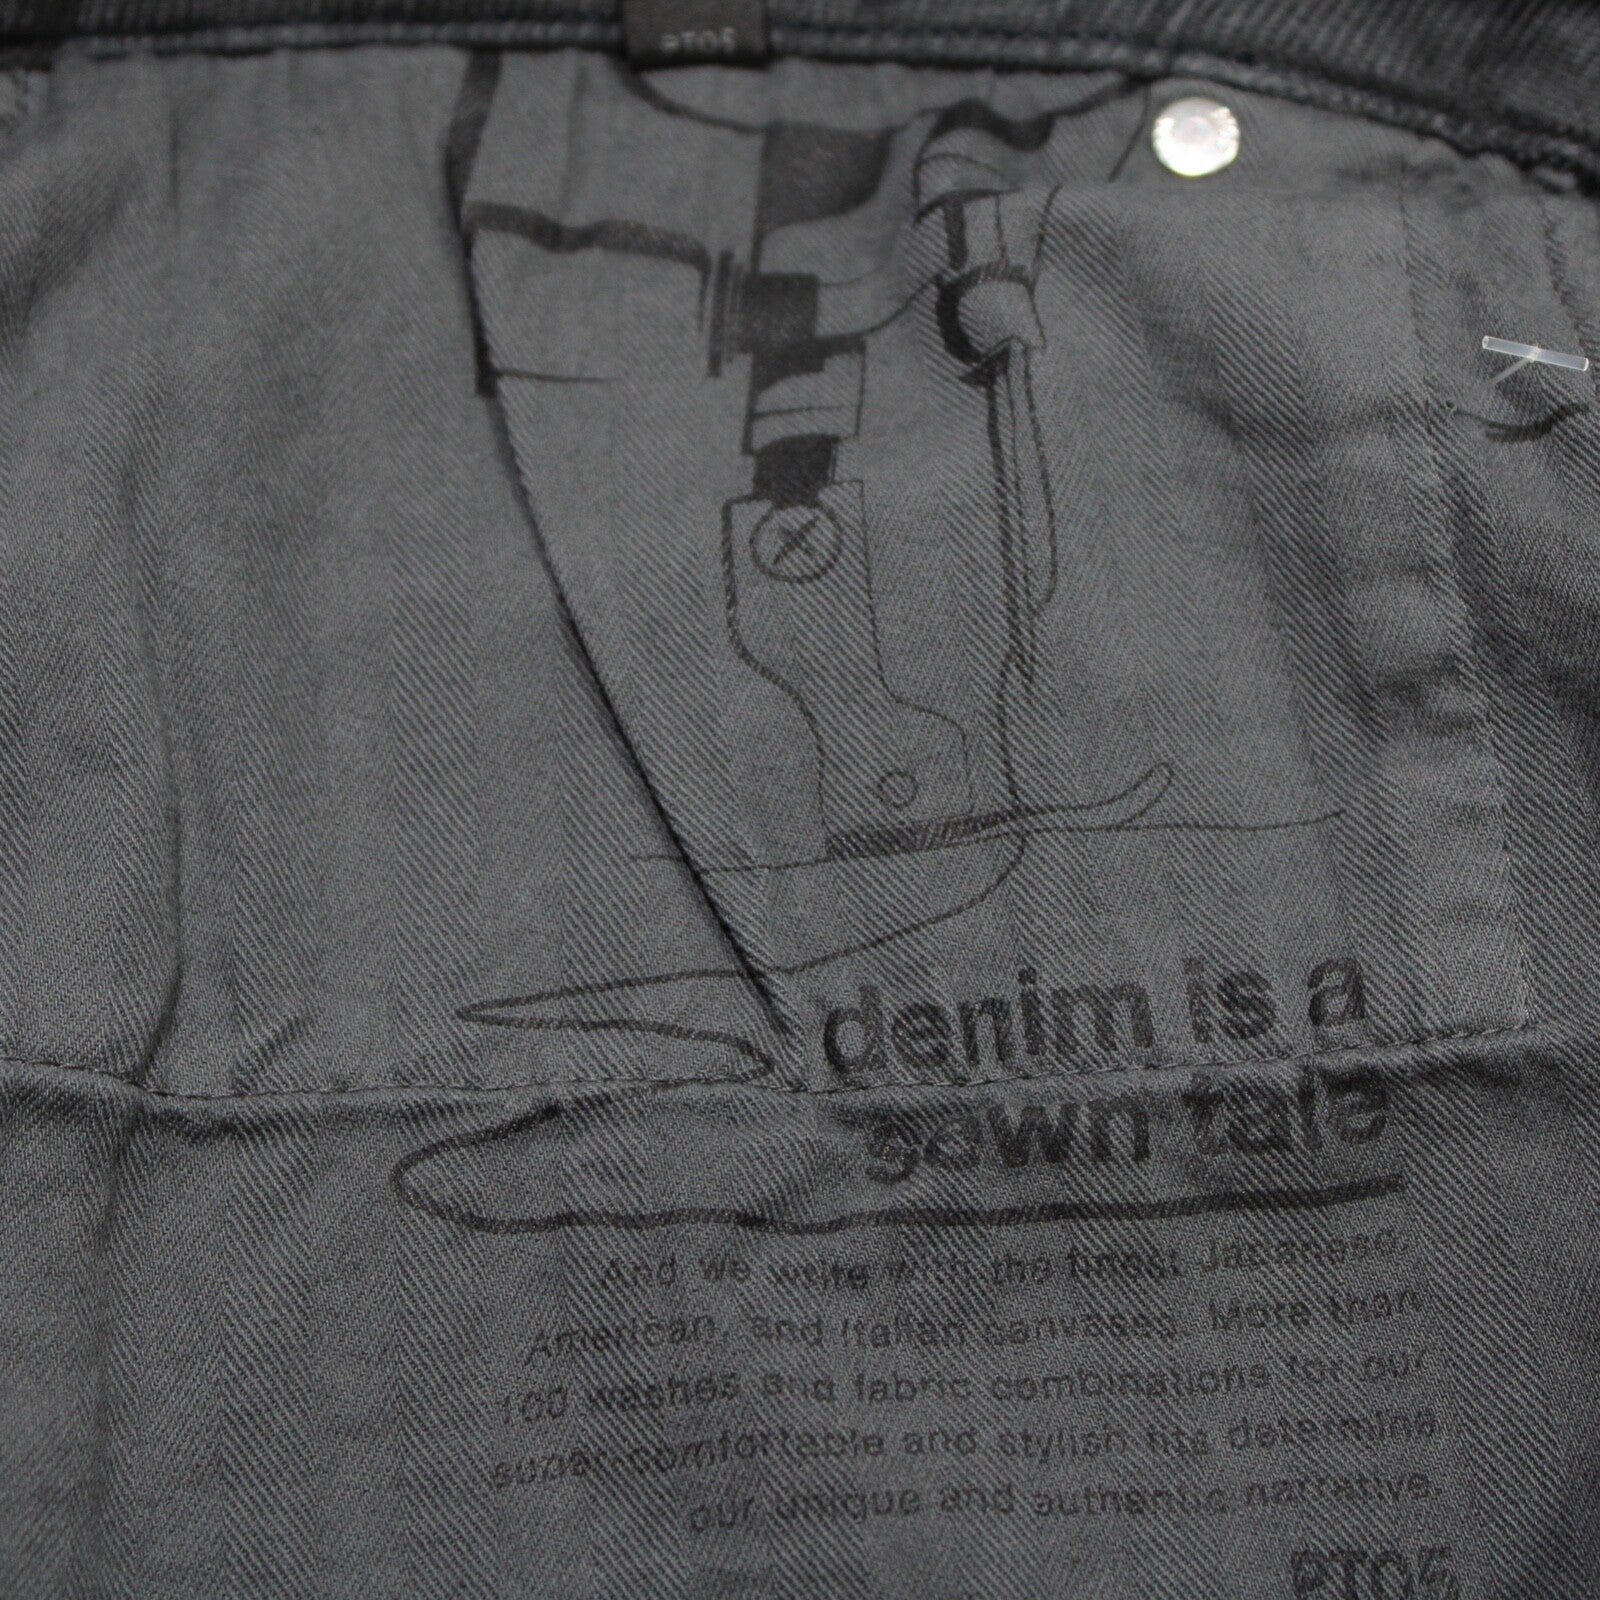 PT05
denim is a
sewn tale
And we write with the finest Japanese,
American, and Italian canvases. More than
100 washes and fabric combinations for our
super-comfortable and stylish fits determine
our unique and authentic narrative.
PT05